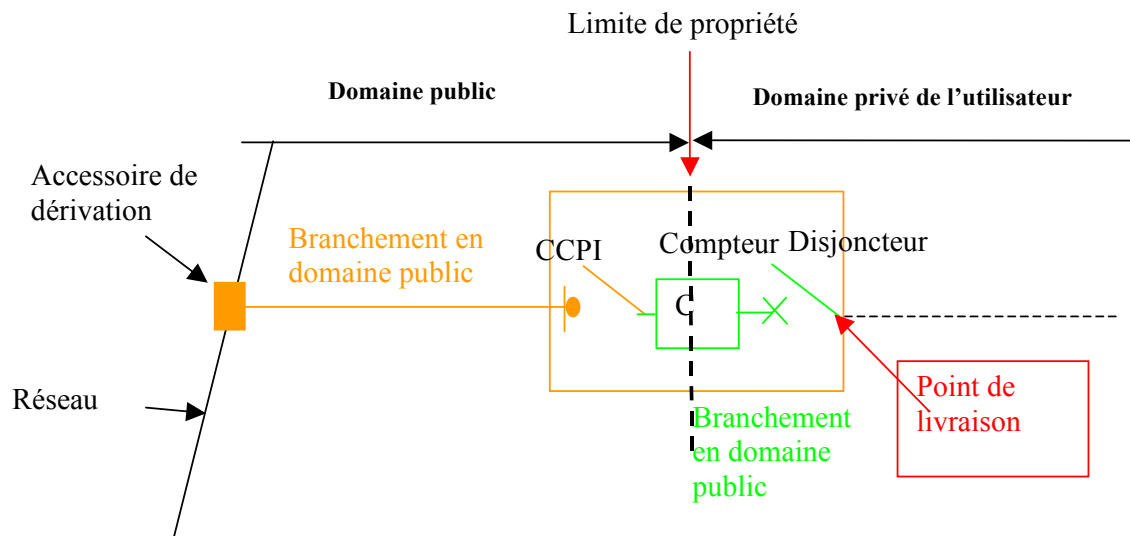 Limite de propriété
Domaine public
Domaine privé de l’utilisateur
Accessoire de
dérivation
Branchement en
domaine public
CCPI
Compteur
Disjoncteur
C
Réseau
Point de
livraison
Branchement
en domaine
public